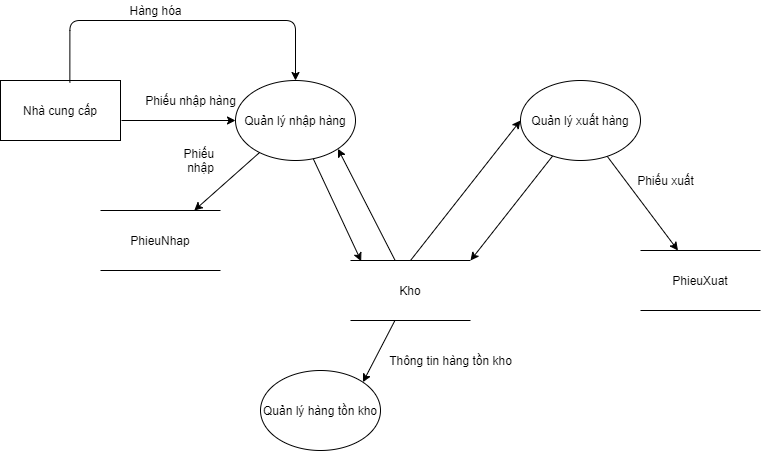 Hàng hóa
Nhà cung cấp
Phiếu nhập hàng
Quản lý nhập hàng
Quản lý xuất hàng
Phiếu
nhập
Phiếu xuất
PhieuNhap
Kho
PhieuXuat
Thông tin hàng tồn kho
Quản lý hàng tồn kho